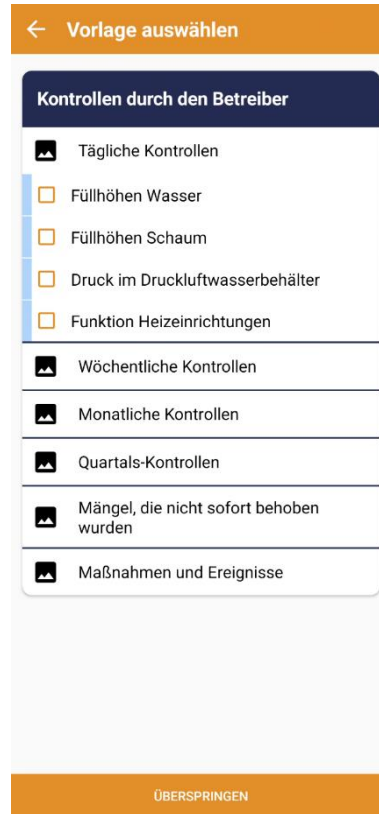 Vorlage auswählen
Kontrollen durch den Betreiber
Tägliche Kontrollen
Füllhöhen Wasser
Füllhöhen Schaum
Druck im Druckluftwasserbehälter
Funktion Heizeinrichtungen
Wöchentliche Kontrollen
Monatliche Kontrollen
Quartals-Kontrollen
Mängel, die nicht sofort behoben
wurden
Maßnahmen und Ereignisse
ÜBERSPRINGEN